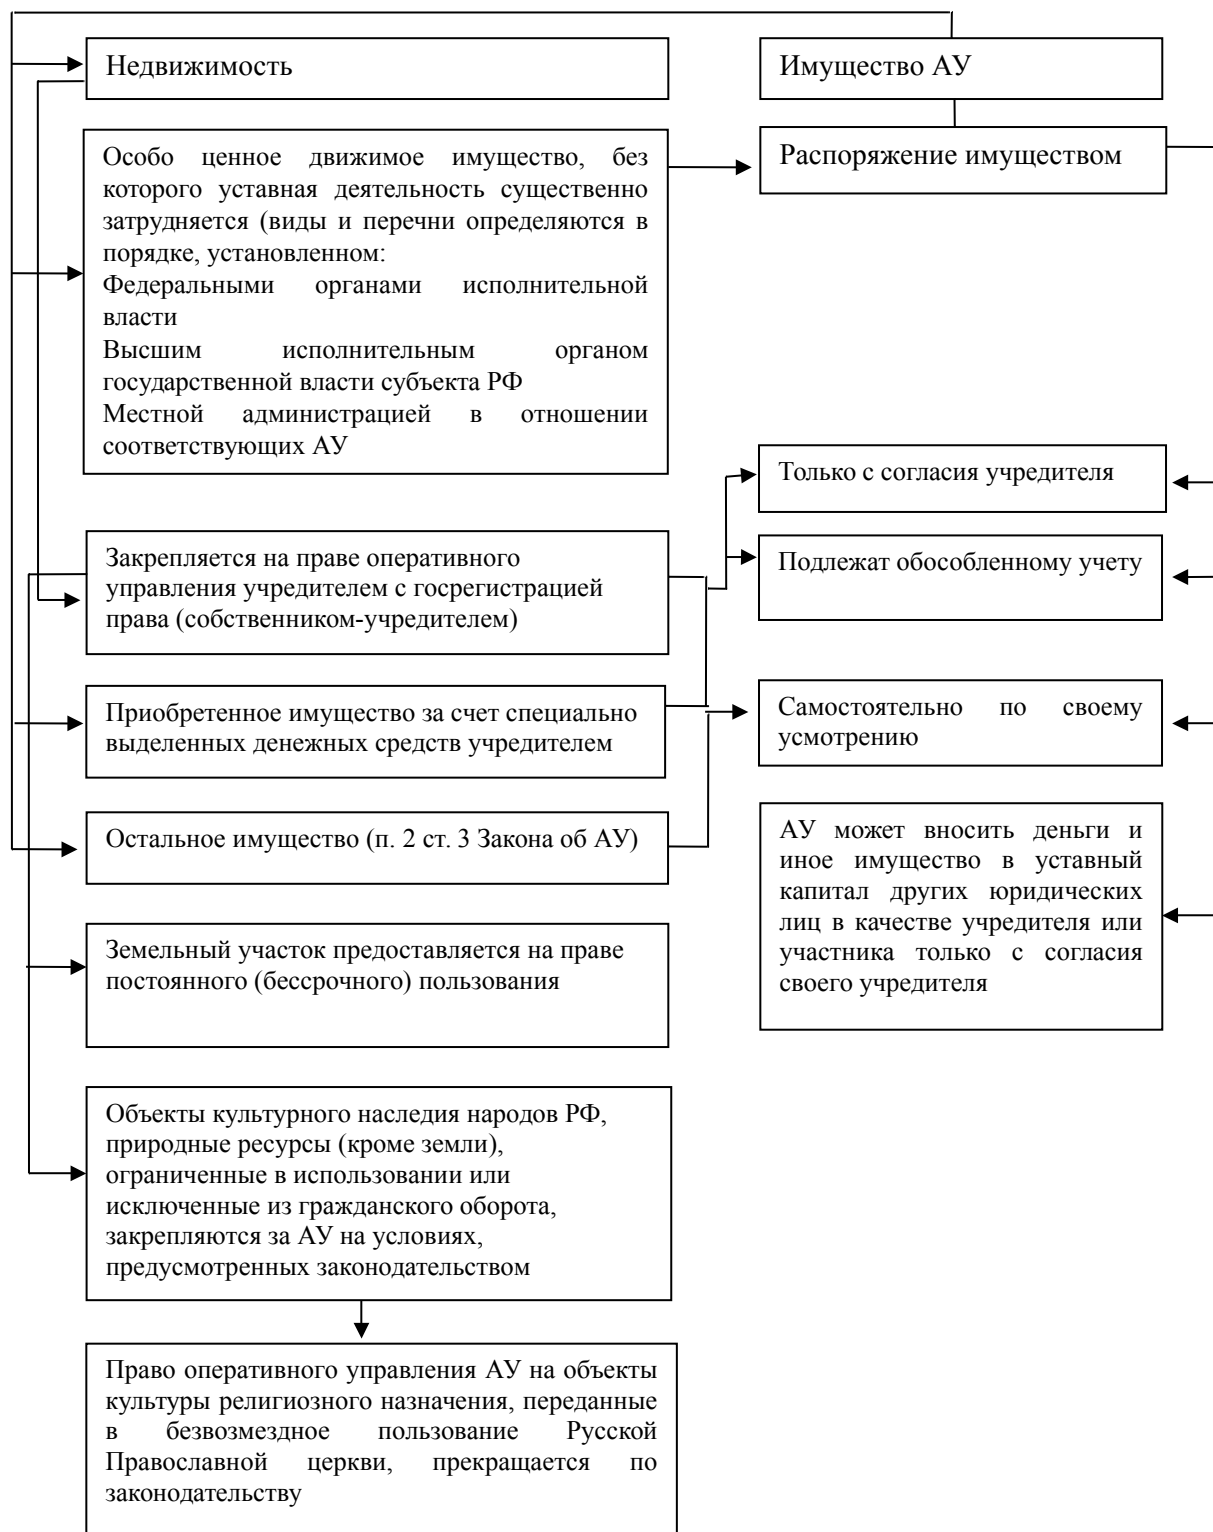 Недвижимость
Имущество АУ
Особо ценное движимое имущество, без
которого уставная деятельность существенно
затрудняется (виды и перечни определяются в
порядке, установленном:
Федеральными органами исполнительной
власти
Высшим исполнительным органом
государственной власти субъекта РФ
Местной администрацией в отношении
соответствующих АУ
Распоряжение имуществом
Только с согласия учредителя
Закрепляется на праве оперативного
управления учредителем с госрегистрацией
права (собственником-учредителем)
Подлежат обособленному учету
Приобретенное имущество за счет специально
выделенных денежных средств учредителем
Самостоятельно по своему
усмотрению
Остальное имущество (п. 2 ст. 3 Закона об АУ)
АУ может вносить деньги и
иное имущество в уставный
капитал других юридических
лиц в качестве учредителя или
участника только с согласия
своего учредителя
Земельный участок предоставляется на праве
постоянного (бессрочного) пользования
Объекты культурного наследия народов РФ,
природные ресурсы (кроме земли),
ограниченные в использовании или
исключенные из гражданского оборота,
закрепляются за АУ на условиях,
предусмотренных законодательством
Право оперативного управления АУ на объекты
культуры религиозного назначения, переданные
в безвозмездное пользование Русской
Православной церкви, прекращается по
законодательству